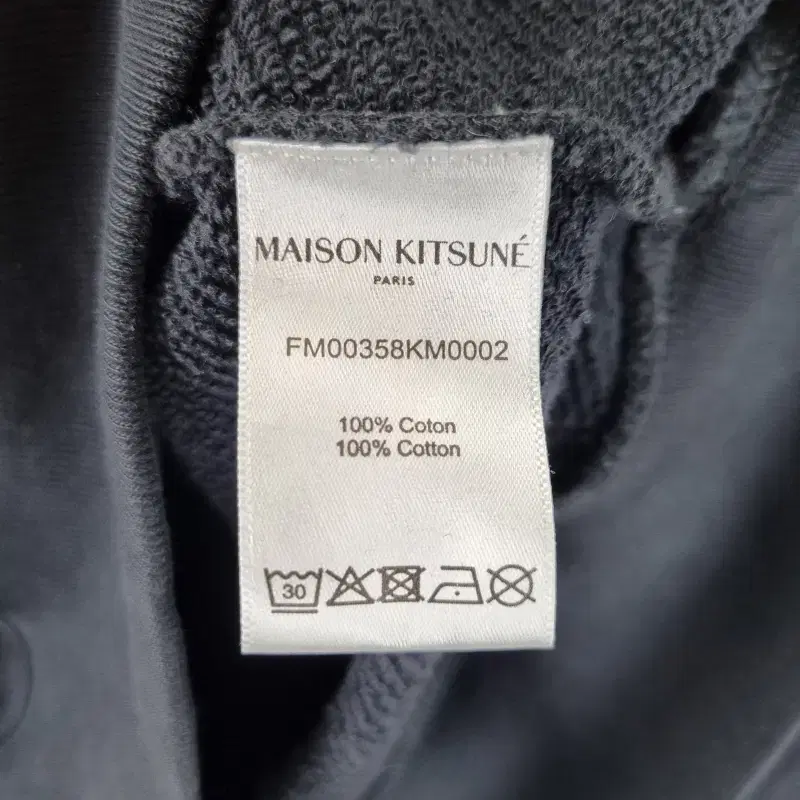 MAISON KITSUNÉ
PARIS
FM00358KM0002
100% Coton
100% Cotton
30